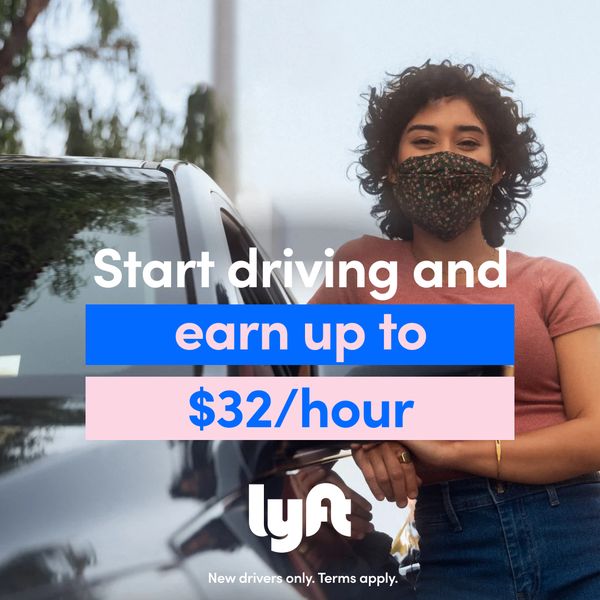 Start driving and
earn up to
$32/hour
lyft
New drivers only. Terms apply.